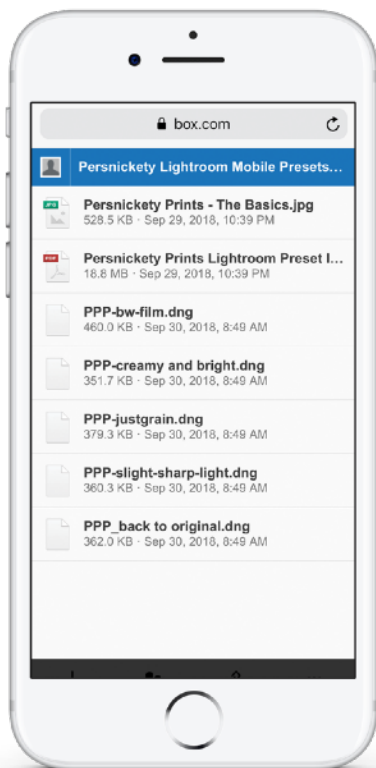 box.com
Persnickety Lightroom Mobile Presets...
JPG
Persnickety Prints - The Basics.jpg
528.5 KB · Sep 29, 2018, 10:39 PM
PDF
Persnickety Prints Lightroom Preset I...
18.8 MB · Sep 29, 2018, 10:39 PM
PPP-bw-film.dng
460.0 KB · Sep 30, 2018, 8:49 AM
PPP-creamy and bright.dng
351.7 KB · Sep 30, 2018, 8:49 AM
PPP-justgrain.dng
379.3 KB · Sep 30, 2018, 8:49 AM
PPP-slight-sharp-light.dng
360.3 KB · Sep 30, 2018, 8:49 AM
PPP_back to original.dng
362.0 KB · Sep 30, 2018, 8:49 AM